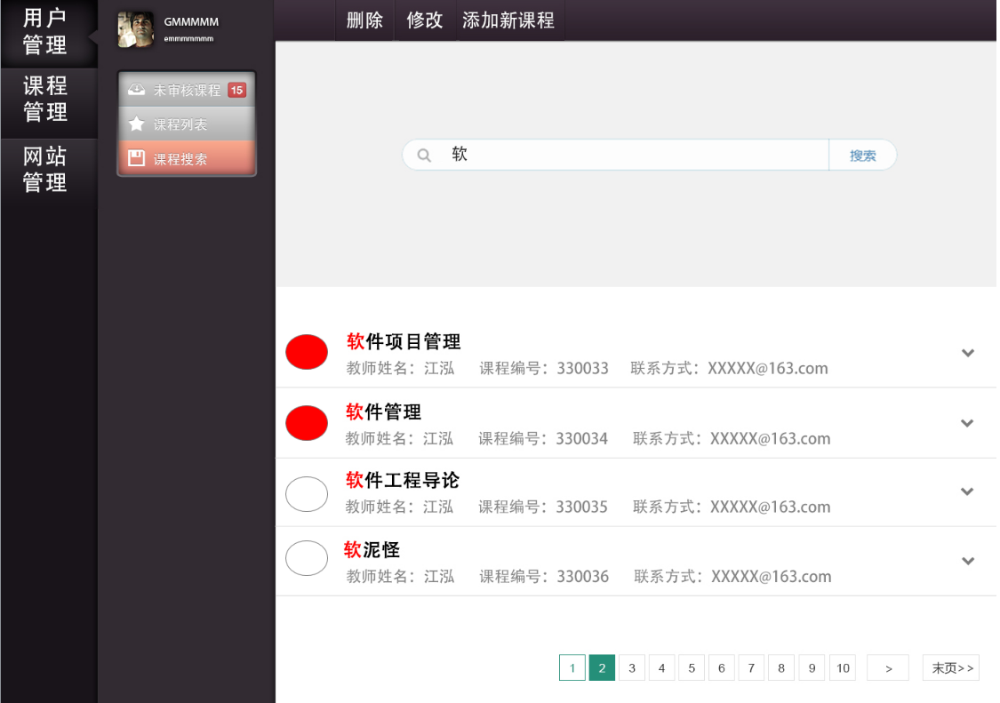 用户
管理
课程
管理
网站
管理
GMMMMM
emmmmmmm
未审核课程 15
课程列表
课程搜索
删除 修改 添加新课程
软 搜索
软件项目管理
教师姓名：江泓 课程编号：330033 联系方式：XXXXX@163.com
软件管理
教师姓名：江泓 课程编号：330034 联系方式：XXXXX@163.com
软件工程导论
教师姓名：江泓 课程编号：330035 联系方式：XXXXX@163.com
软泥怪
教师姓名：江泓 课程编号：330036 联系方式：XXXXX@163.com
1 2 3 4 5 6 7 8 9 10 > 末页>>